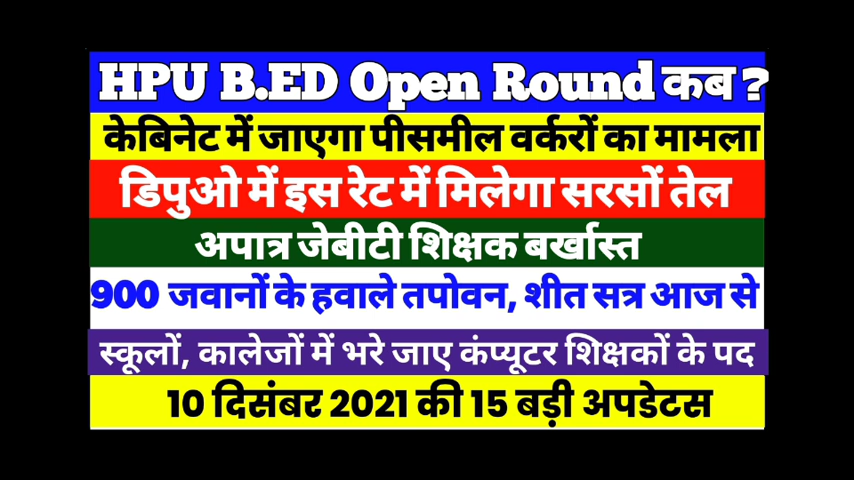 HPU B.ED Open Round कब?
केबिनेट में जाएगा पीसमील वर्करों का मामला
डिपुओ में इस रेट में मिलेगा सरसों तेल
अपात्र जेबीटी शिक्षक बर्खास्त
900 जवानों के हवाले तपोवन, शीत सत्र आज से
स्कूलों, कालेजों में भरे जाए कंप्यूटर शिक्षकों के पद
10 दिसंबर 2021 की 15 बड़ी अपडेटस